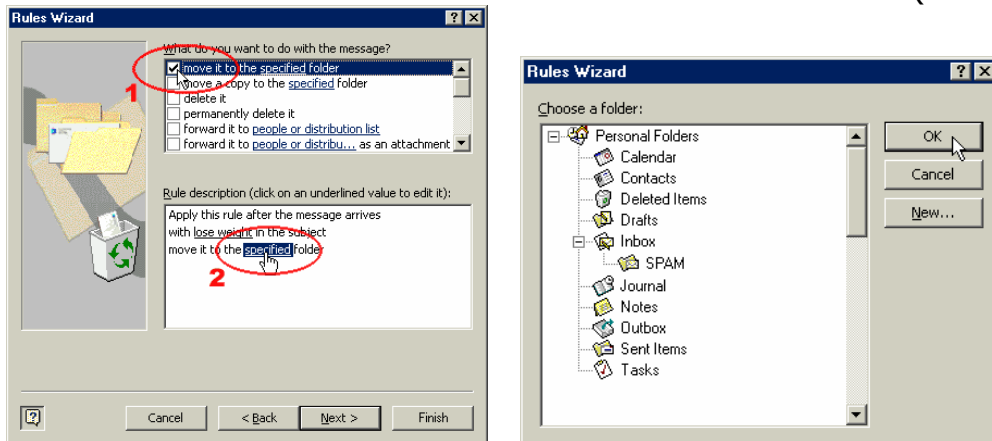 (
Rules Wizard
What do you want to do with the message?
move it to the specified folder
move a copy to the specified folder
delete it
permanently delete it
forward it to people or distribution list
forward it to people or distribu... as an attachment
1
Rule description (click on an underlined value to edit it):
Apply this rule after the message arrives
with lose weight in the subject
move it to the specified folder
2
Cancel
< Back
Next >
Finish
Rules Wizard
Choose a folder:
Personal Folders
Calendar
Contacts
Deleted Items
Drafts
Inbox
SPAM
Journal
Notes
Outbox
Sent Items
Tasks
OK
Cancel
New...